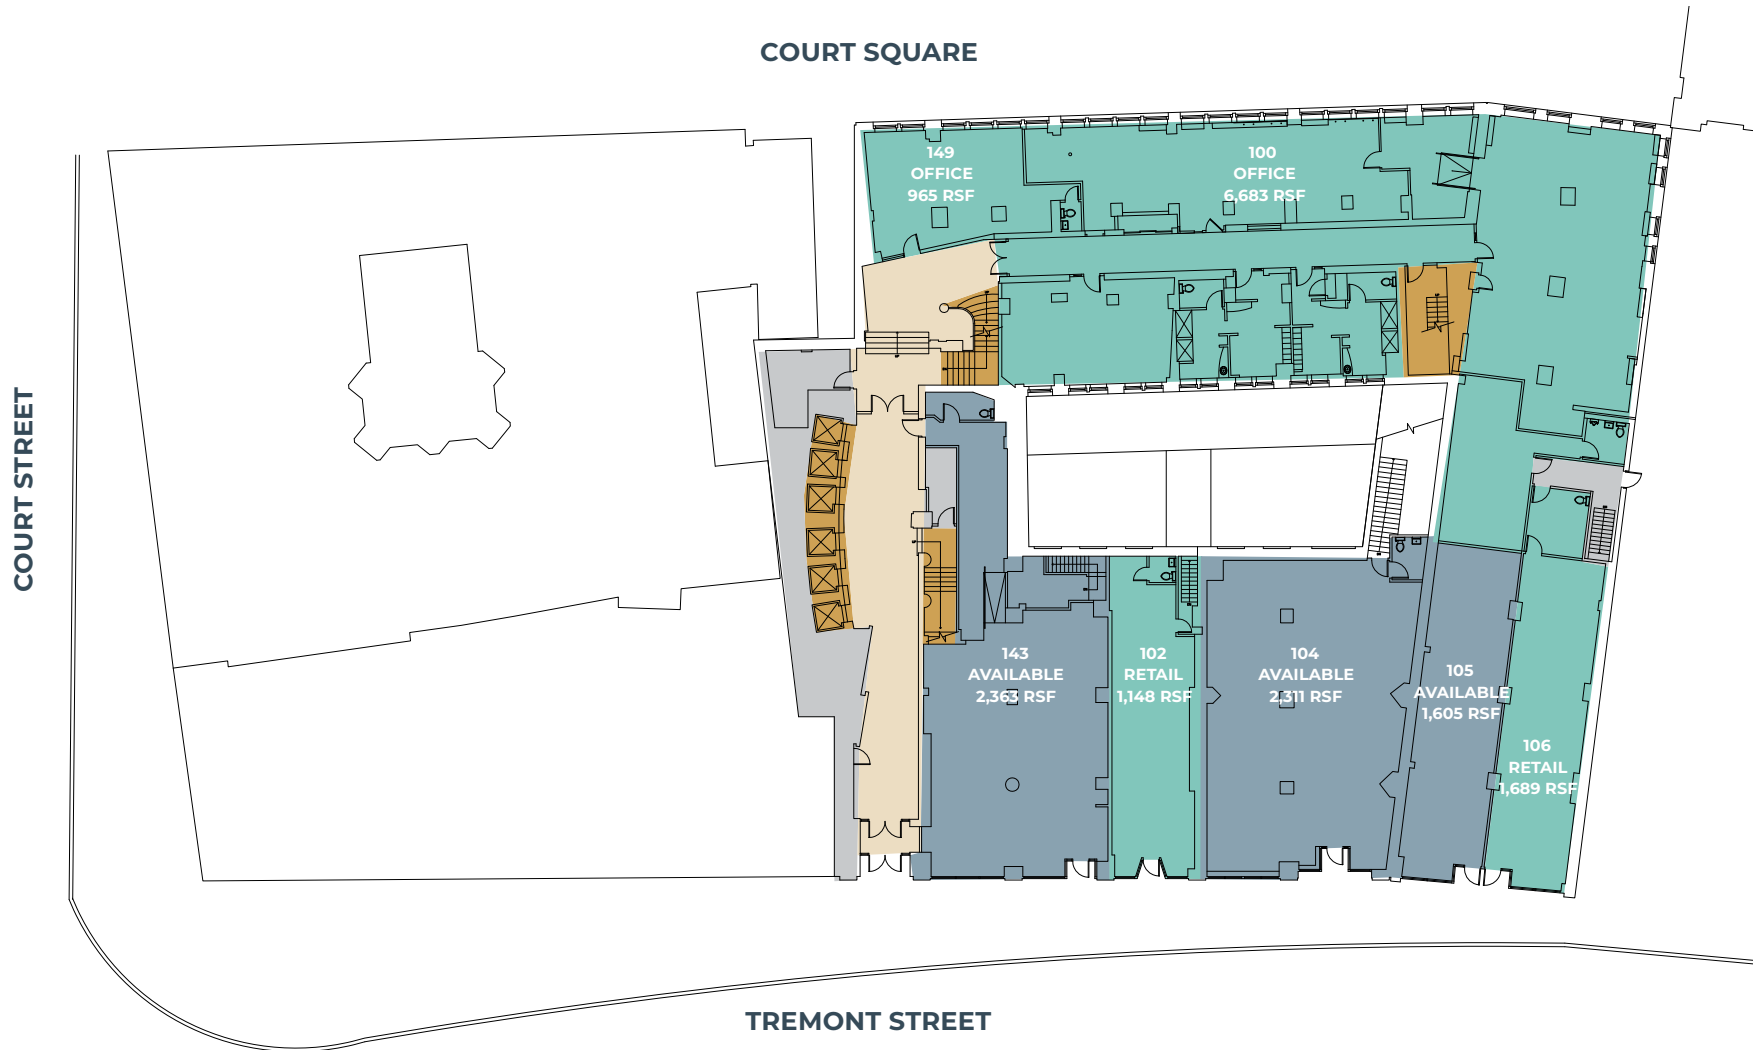 COURT SQUARE
149
OFFICE
965 RSF
100
OFFICE
6,683 RSF
COURT STREET
143
AVAILABLE
2,363 RSF
102
RETAIL
1,148 RSF
104
AVAILABLE
2,311 RSF
105
AVAILABLE
1,605 RSF
106
RETAIL
1,689 RSF
TREMONT STREET